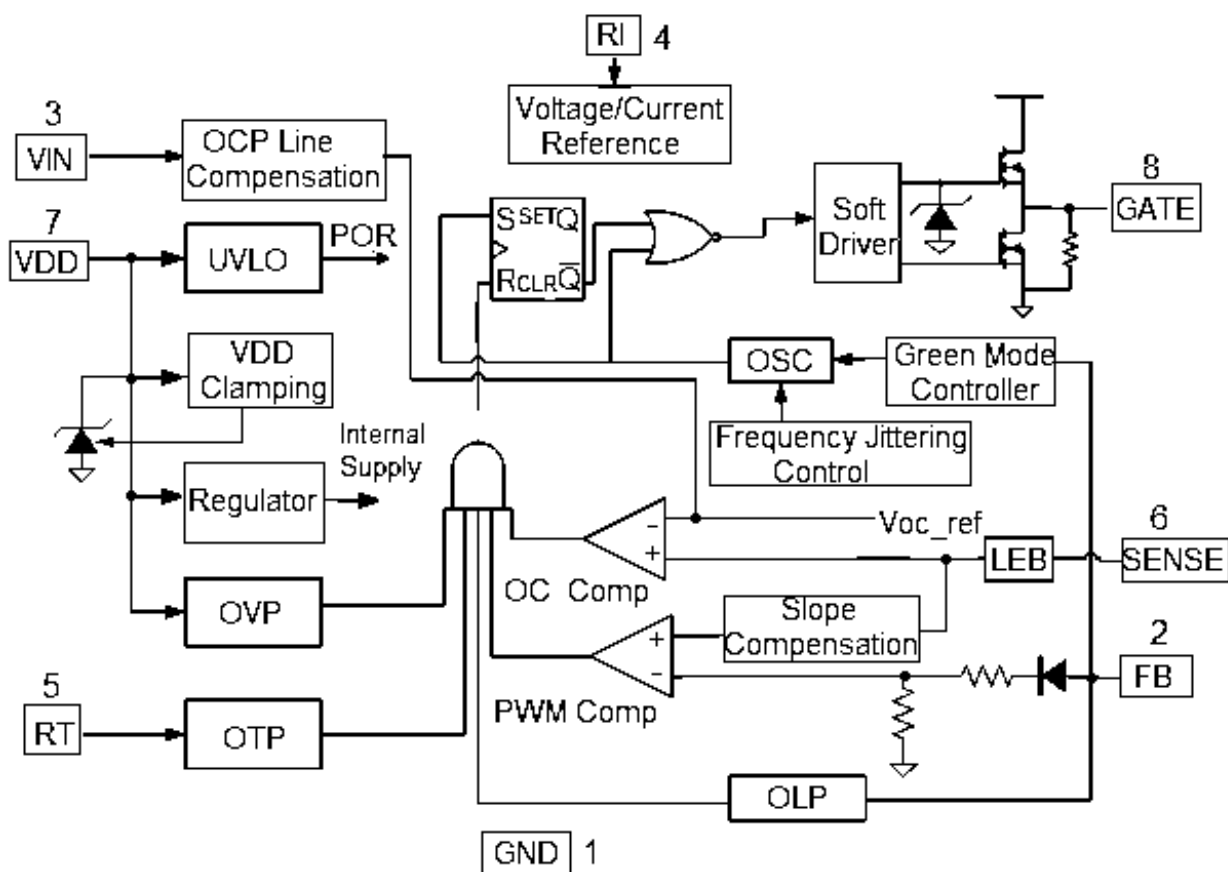 RI
4
Voltage/Current
Reference
3
VIN
OCP Line
Compensation
7
VDD
UVLO
POR
S SET Q
R CLR Q̅
Soft
Driver
8
GATE
VDD
Clamping
OSC
Green Mode
Controller
Frequency Jittering
Control
Internal
Supply
Regulator
-
+
OC Comp
Voc_ref
LEB
6
SENSE
OVP
Slope
Compensation
+
-
PWM Comp
2
FB
5
RT
OTP
OLP
GND
1